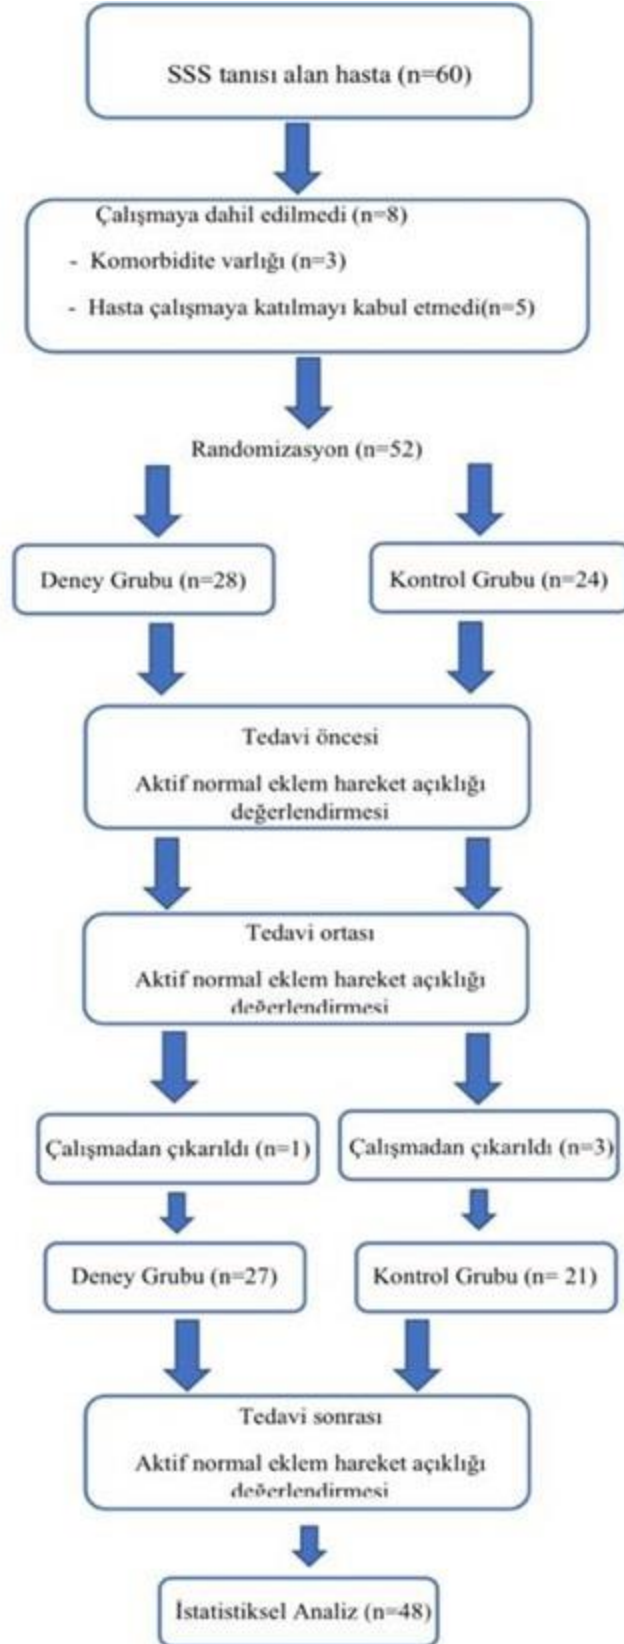 SSS tanısı alan hasta (n=60)
Çalışmaya dahil edilmedi (n=8)
- Komorbidite varlığı (n=3)
- Hasta çalışmaya katılmayı kabul etmedi(n=5)
Randomizasyon (n=52)
Deney Grubu (n=28)
Kontrol Grubu (n=24)
Tedavi öncesi
Aktif normal eklem hareket açıklığı
değerlendirmesi
Tedavi ortası
Aktif normal eklem hareket açıklığı
değerlendirmesi
Çalışmadan çıkarıldı (n=1)
Çalışmadan çıkarıldı (n=3)
Deney Grubu (n=27)
Kontrol Grubu (n= 21)
Tedavi sonrası
Aktif normal eklem hareket açıklığı
değerlendirmesi
İstatistiksel Analiz (n=48)